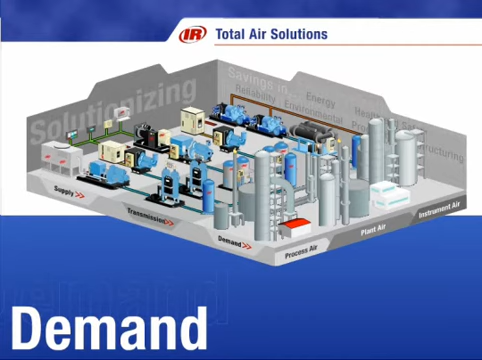 IR Total Air Solutions
Solutionizing
Savings in...
Reliability
Energy
Environmental
Supply >>
Transmission >>
Demand >>
Process Air
Plant Air
Instrument Air
Demand